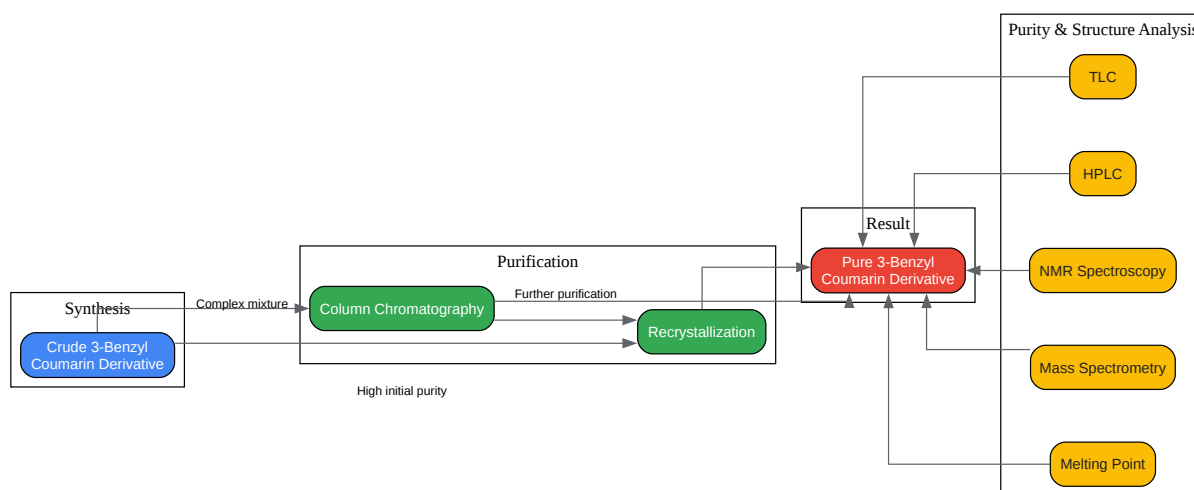 Synthesis
Crude 3-Benzyl
Coumarin Derivative
Complex mixture
High initial purity
Purification
Column Chromatography
Further purification
Recrystallization
Result
Pure 3-Benzyl
Coumarin Derivative
Purity & Structure Analysis
TLC
HPLC
NMR Spectroscopy
Mass Spectrometry
Melting Point